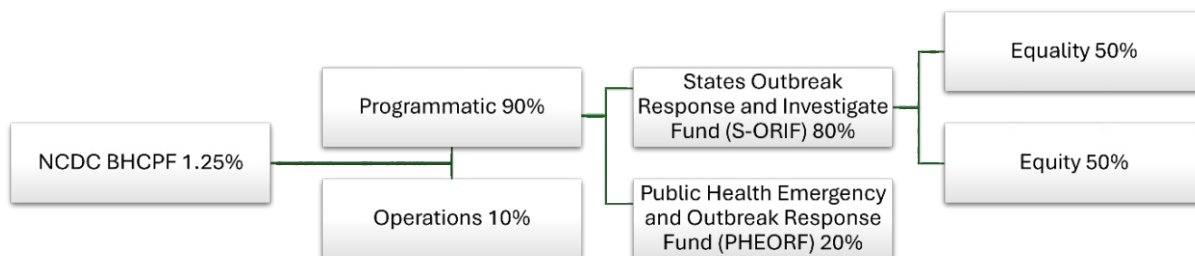 NCDC BHCPF 1.25%
Programmatic 90%
Operations 10%
States Outbreak
Response and Investigate
Fund (S-ORIF) 80%
Public Health Emergency
and Outbreak Response
Fund (PHEORF) 20%
Equality 50%
Equity 50%